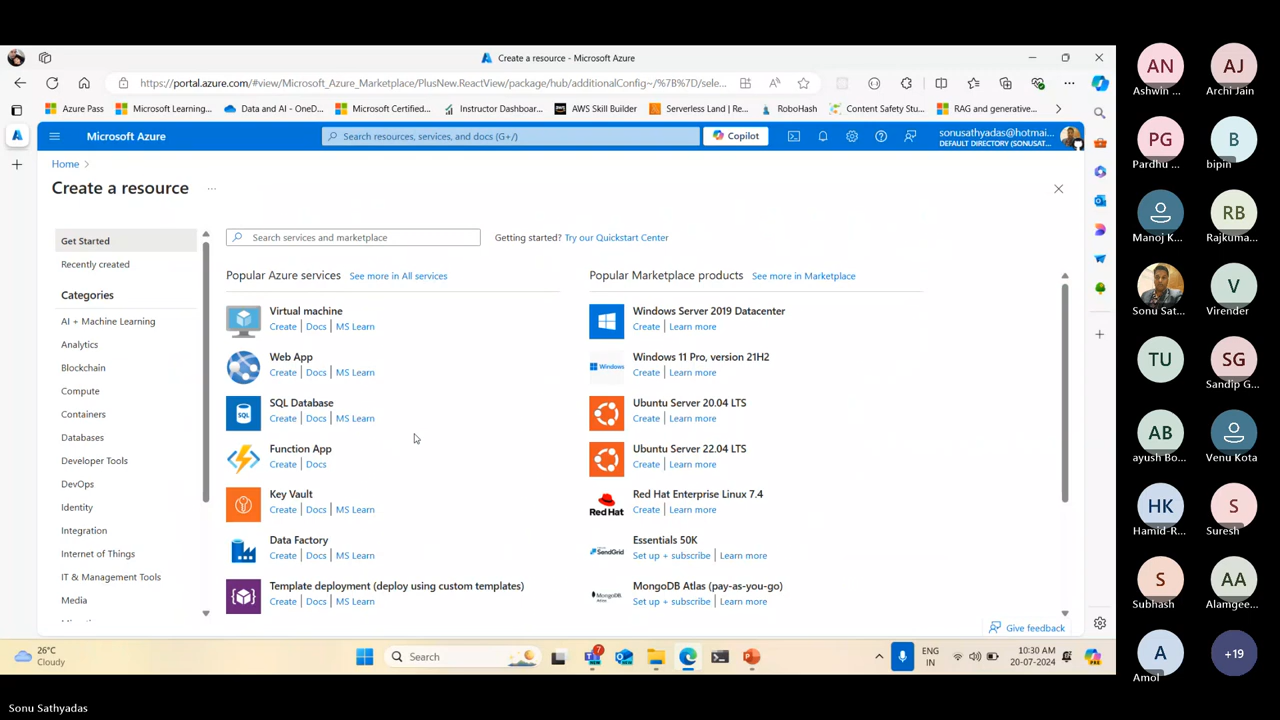 Create a resource - Microsoft Azure
https://portal.azure.com/#view/Microsoft_Azure_Marketplace/PlusNew.ReactView/package/hub/additionalConfig~/%7B%7D/sele...
Azure Pass
Microsoft Learning...
Data and AI - OneD...
Microsoft Certified...
Instructor Dashboar...
AWS Skill Builder
Serverless Land | Re...
RoboHash
Content Safety Stu...
RAG and generative...
Microsoft Azure
Search resources, services, and docs (G+/)
Copilot
sonusathyadas@hotmai...
DEFAULT DIRECTORY (SONUSAT...
Home
Create a resource
...
Get Started
Recently created
Categories
AI + Machine Learning
Analytics
Blockchain
Compute
Containers
Databases
Developer Tools
DevOps
Identity
Integration
Internet of Things
IT & Management Tools
Media
Search services and marketplace
Getting started? Try our Quickstart Center
Popular Azure services See more in All services
Virtual machine
Create | Docs | MS Learn
Web App
Create | Docs | MS Learn
SQL Database
Create | Docs | MS Learn
Function App
Create | Docs
Key Vault
Create | Docs | MS Learn
Data Factory
Create | Docs | MS Learn
Template deployment (deploy using custom templates)
Create | Docs | MS Learn
Popular Marketplace products See more in Marketplace
Windows Server 2019 Datacenter
Create | Learn more
Windows 11 Pro, version 21H2
Create | Learn more
Ubuntu Server 20.04 LTS
Create | Learn more
Ubuntu Server 22.04 LTS
Create | Learn more
Red Hat Enterprise Linux 7.4
Create | Learn more
Essentials 50K
Set up + subscribe | Learn more
MongoDB Atlas (pay-as-you-go)
Set up + subscribe | Learn more
Windows
Red Hat
SendGrid
Give feedback
26°C
Cloudy
Search
7
ENG
IN
10:30 AM
20-07-2024
AN
Ashwin ...
AJ
Archi Jain
PG
Pardhu ...
B
bipin
Manoj K...
RB
Rajkuma...
Sonu Sat...
V
Virender
TU
SG
Sandip G...
AB
ayush Bo...
Venu Kota
HK
Hamid-R...
S
Suresh
S
Subhash
AA
Alamgee...
A
Amol
+19
Sonu Sathyadas